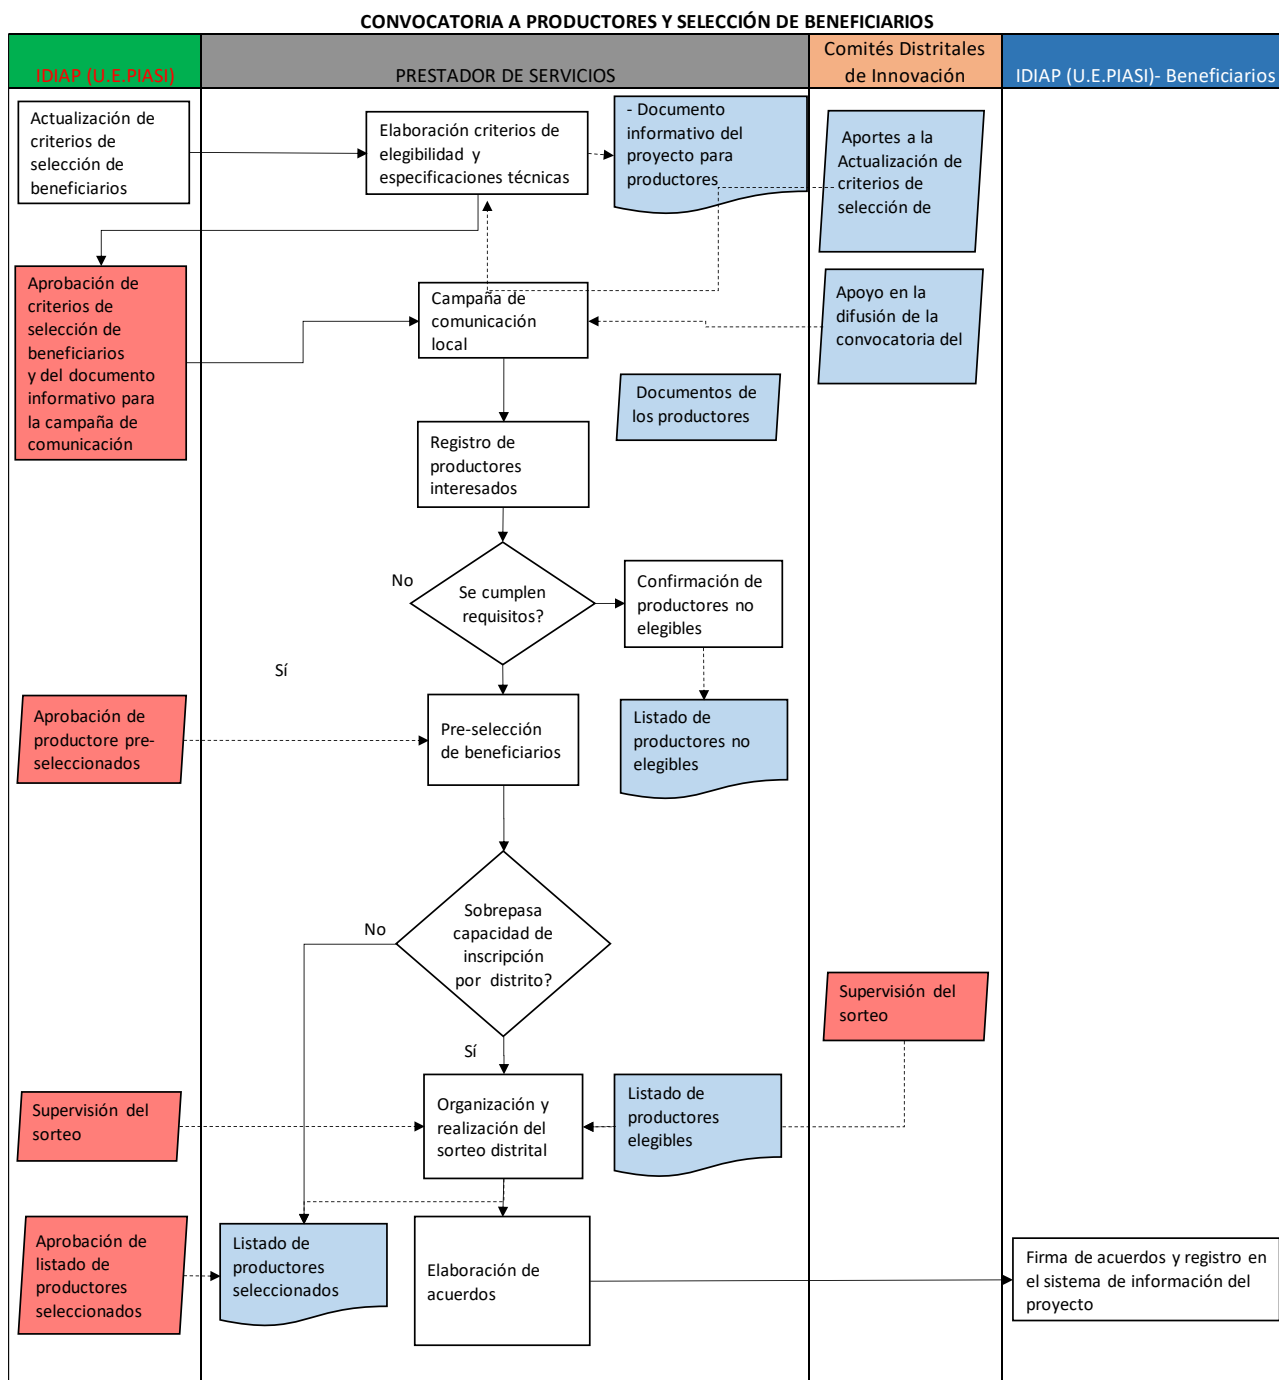 CONVOCATORIA A PRODUCTORES Y SELECCIÓN DE BENEFICIARIOS
IDIAP (U.E.PIASI)
PRESTADOR DE SERVICIOS
Comités Distritales
de Innovación
IDIAP (U.E.PIASI)- Beneficiarios
Actualización de
criterios de
selección de
beneficiarios
Elaboración criterios de
elegibilidad y
especificaciones técnicas
- Documento
informativo del
proyecto para
productores
Aportes a la
Actualización de
criterios de
selección de
Aprobación de
criterios de
selección de
beneficiarios
y del documento
informativo para
la campaña de
comunicación
Campaña de
comunicación
local
Apoyo en la
difusión de la
convocatoria del
Documentos de
los productores
Registro de
productores
interesados
No
Se cumplen
requisitos?
Confirmación de
productores no
elegibles
Sí
Aprobación de
productore pre-
seleccionados
Pre-selección
de beneficiarios
Listado de
productores no
elegibles
No
Sobrepasa
capacidad de
inscripción
por distrito?
Supervisión del
sorteo
Sí
Supervisión del
sorteo
Organización y
realización del
sorteo distrital
Listado de
productores
elegibles
Aprobación de
listado de
productores
seleccionados
Listado de
productores
seleccionados
Elaboración de
acuerdos
Firma de acuerdos y registro en
el sistema de información del
proyecto